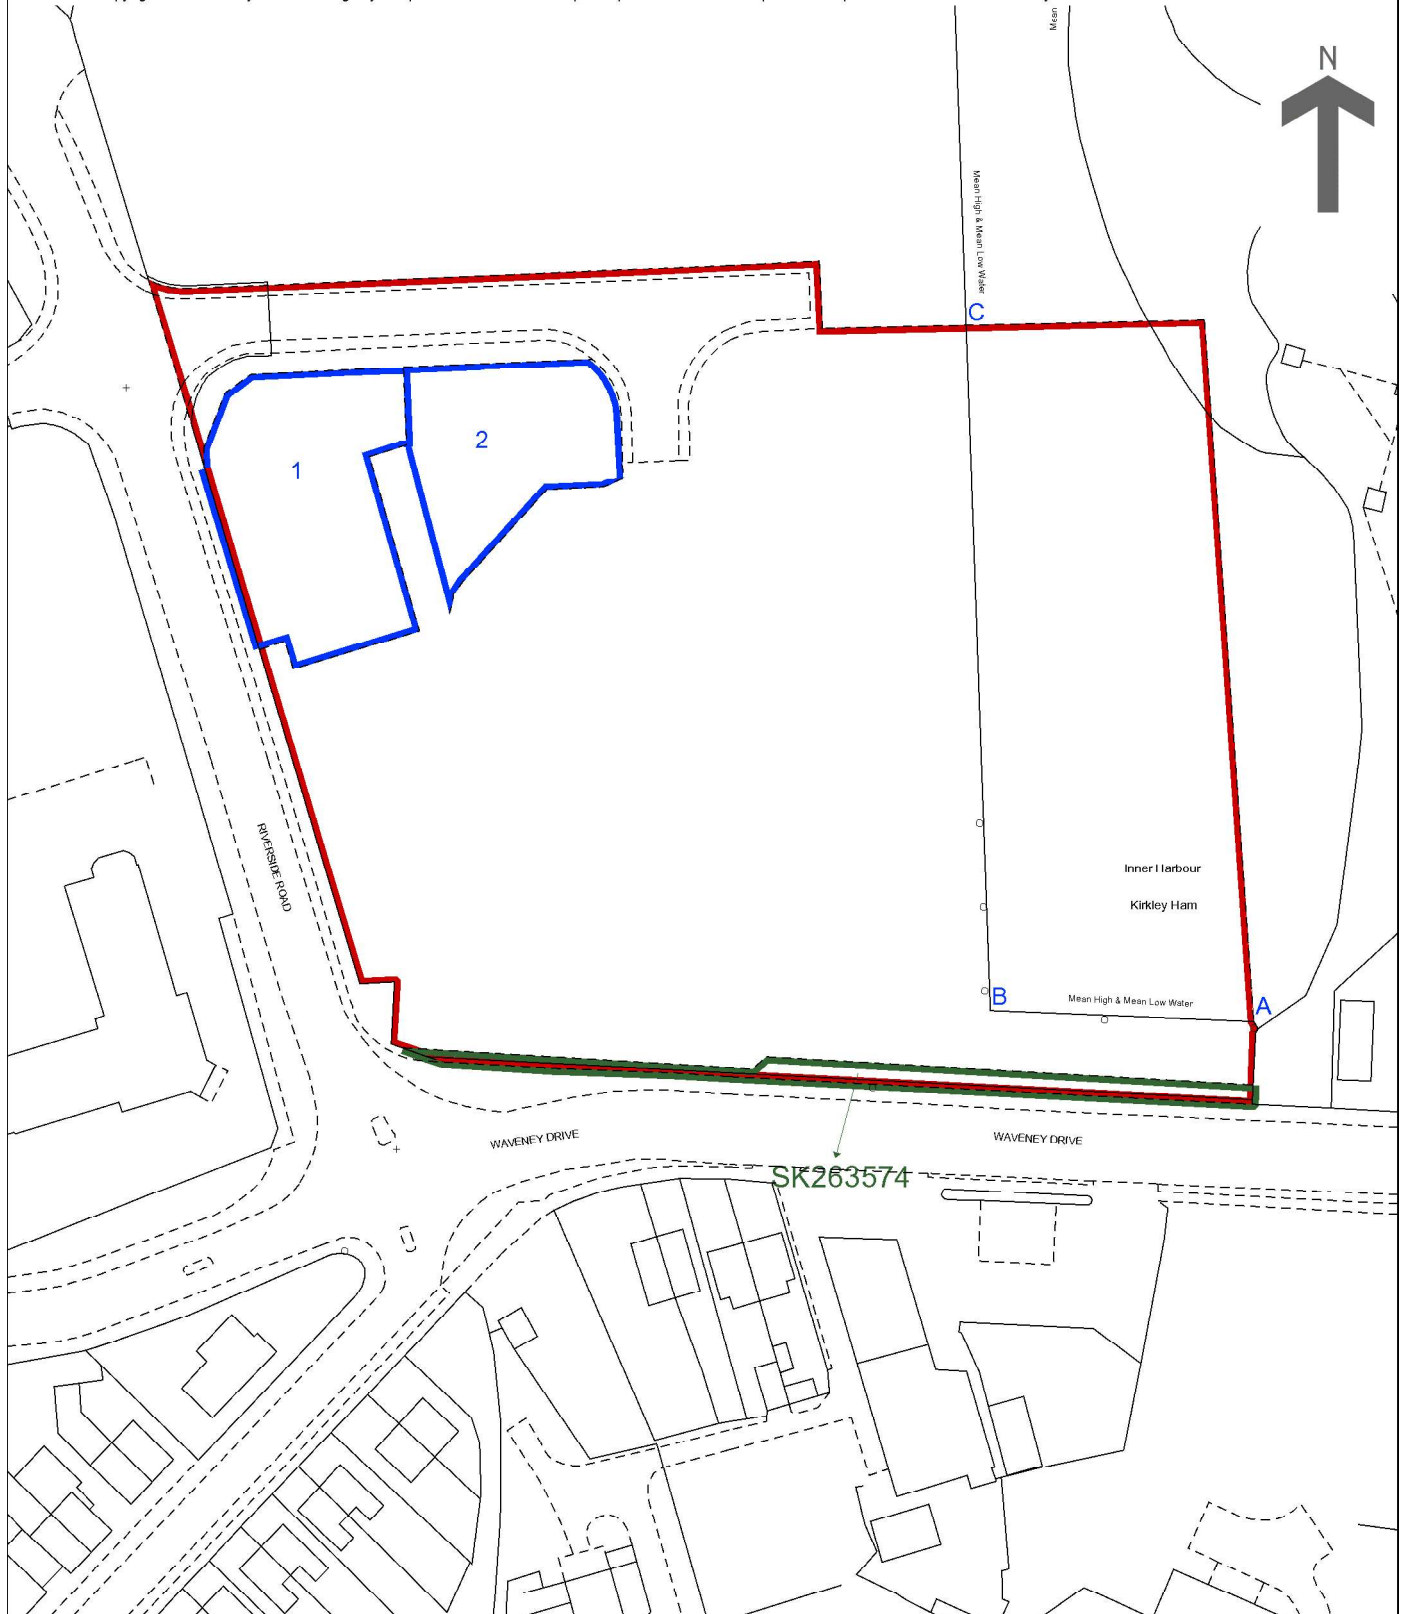 N
Mean
Mean High & Mean Low Water
C
2
1
RIVERSIDE ROAD
Inner Harbour
Kirkley Ham
B
Mean High & Mean Low Water
A
WAVENEY DRIVE
WAVENEY DRIVE
SK263574